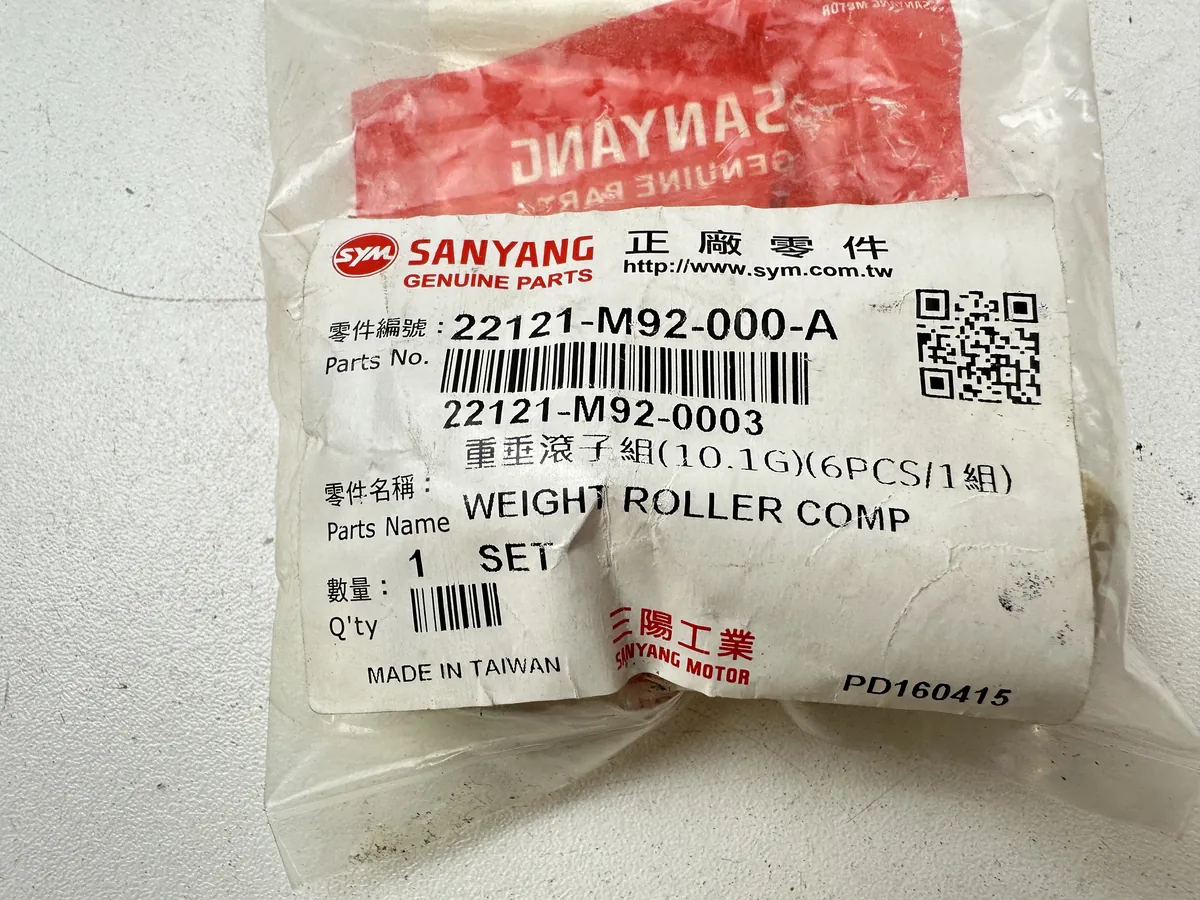 SANYANG MOTOR
SANYANG
GENUINE PARTS
SYM SANYANG 正廠零件
GENUINE PARTS http://www.sym.com.tw
零件編號：22121-M92-000-A
Parts No.
22121-M92-0003
重垂滾子組(10.1G)(6PCS/1組)
零件名稱：
Parts Name WEIGHT ROLLER COMP
1 SET
數量：
Q'ty
三陽工業
SANYANG MOTOR
MADE IN TAIWAN
PD160415